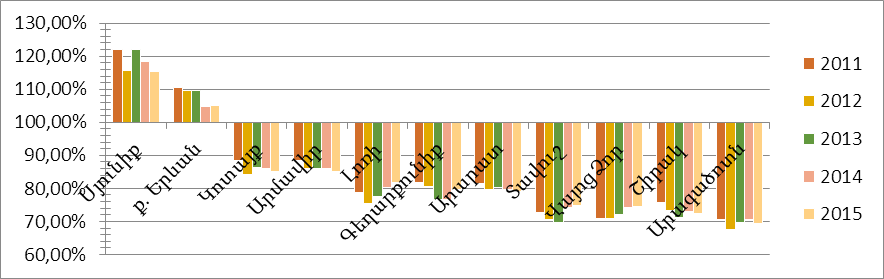 130,00%
120,00%
110,00%
100,00%
90,00%
80,00%
70,00%
60,00%
Սյունիք
ք. Երևան
Կոտայք
Արմավիր
Լոռի
Գեղարքունիք
Արարատ
Տավուշ
Վայոց Ձոր
Շիրակ
Արագածոտն
2011
2012
2013
2014
2015